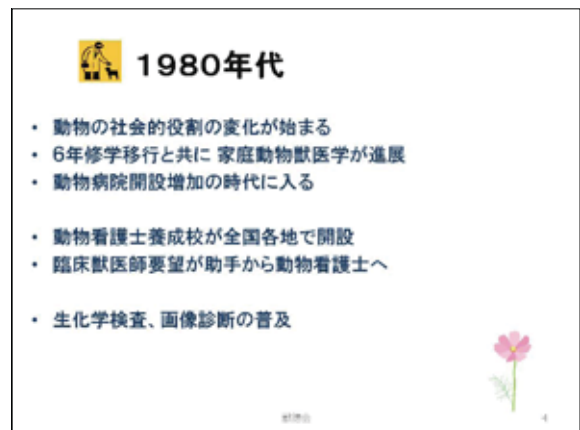 1980年代
・ 動物の社会的役割の変化が始まる
・ 6年修学移行と共に 家庭動物獣医学が進展
・ 動物病院開設増加の時代に入る
・ 動物看護士養成校が全国各地で開設
・ 臨床獣医師要望が助手から動物看護士へ
・ 生化学検査、画像診断の普及
4